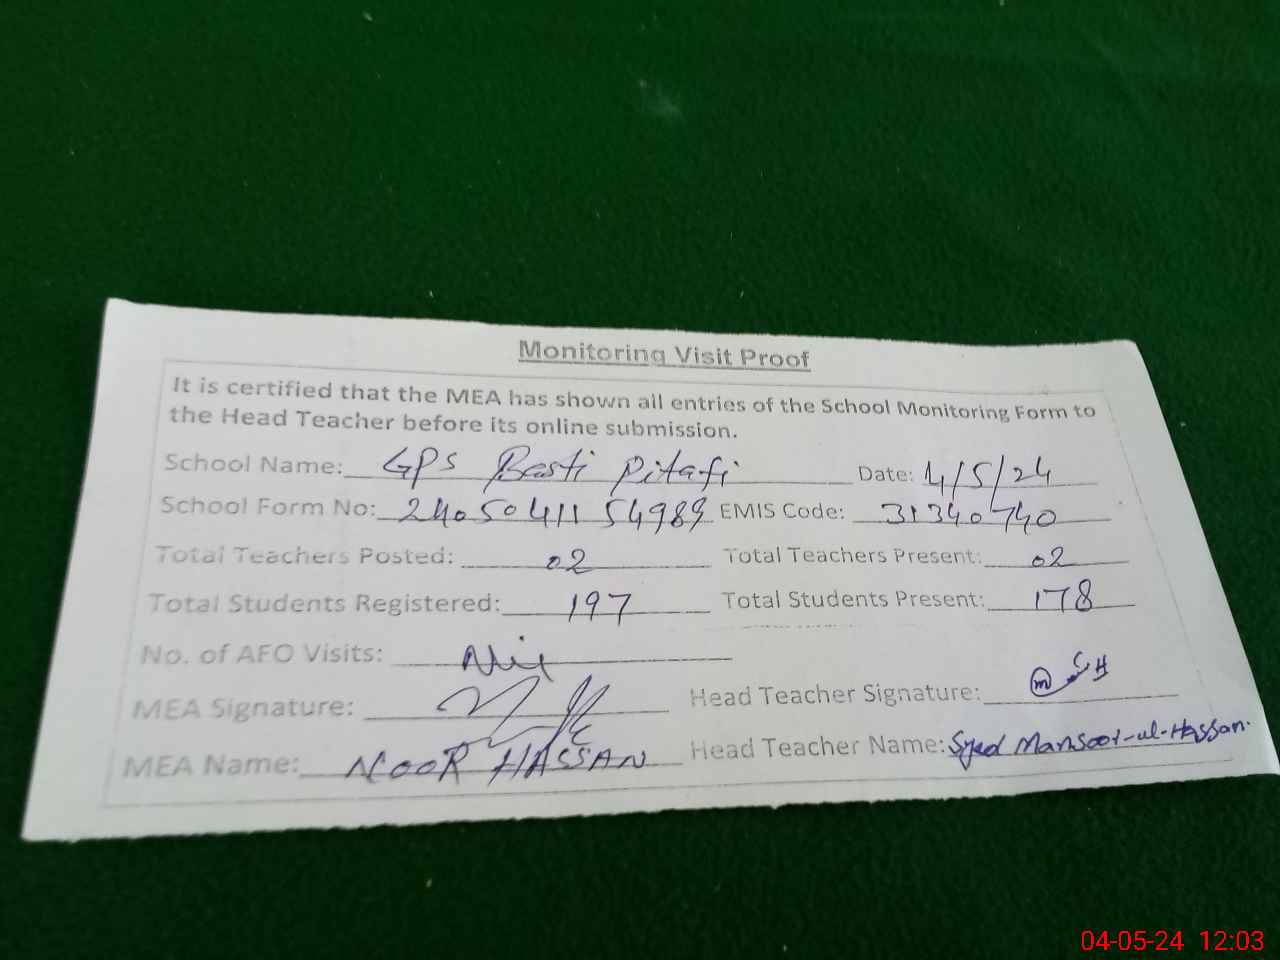 Monitoring Visit Proof
It is certified that the MEA has shown all entries of the School Monitoring Form to
the Head Teacher before its online submission.
School Name: GPS Basti Pitafi Date: 4/5/24
School Form No: 24050411 54989 EMIS Code: 31340740
Total Teachers Posted: 02 Total Teachers Present: 02
Total Students Registered: 197 Total Students Present: 178
No. of AFO Visits: Nil
MEA Signature: Head Teacher Signature:
MEA Name: NOOR HASSAN Head Teacher Name: Syed Mansoor-ul-Hassan.
04-05-24 12:03